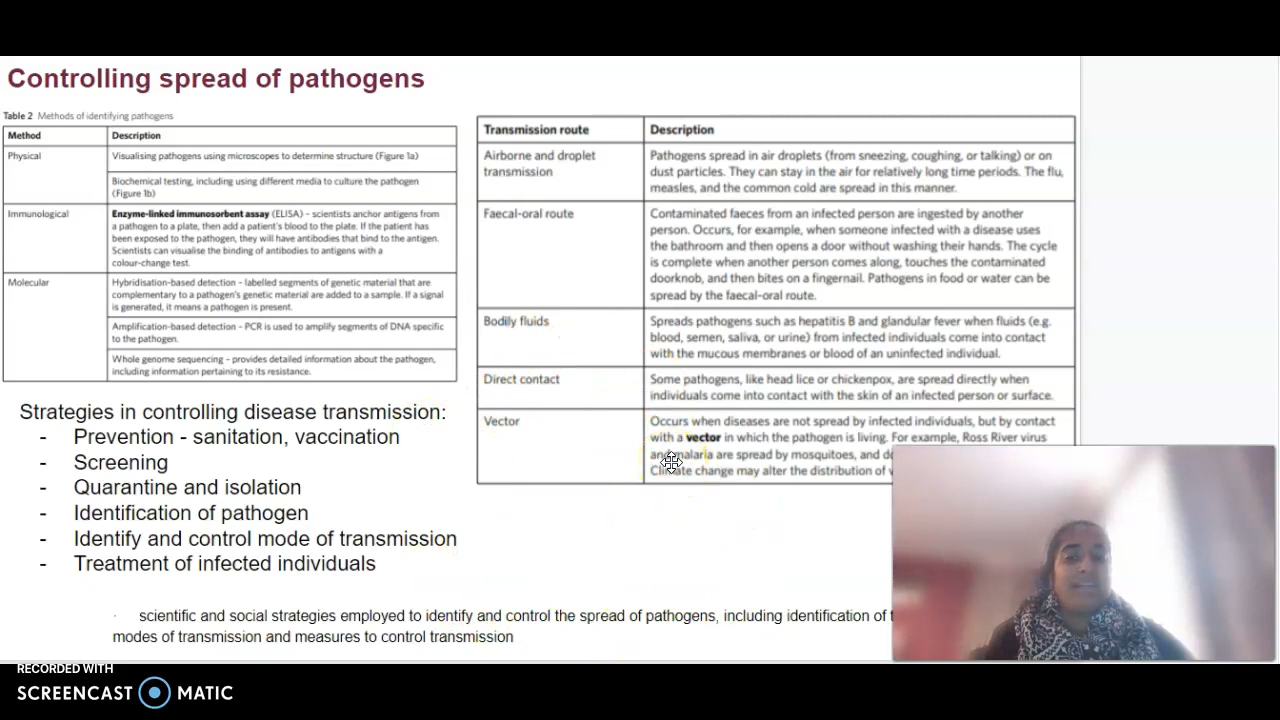 Controlling spread of pathogens
Table 2 Methods of identifying pathogens
Method Description
Physical Visualising pathogens using microscopes to determine structure (Figure 1a)
Biochemical testing, including using different media to culture the pathogen
(Figure 1b)
Immunological Enzyme-linked immunosorbent assay (ELISA) – scientists anchor antigens from
a pathogen to a plate, then add a patient's blood to the plate. If the patient has
been exposed to the pathogen, they will have antibodies that bind to the antigen.
Scientists can visualise the binding of antibodies to antigens with a
colour-change test.
Molecular Hybridisation-based detection – labelled segments of genetic material that are
complementary to a pathogen's genetic material are added to a sample. If a signal
is generated, it means a pathogen is present.
Amplification-based detection – PCR is used to amplify segments of DNA specific
to the pathogen.
Whole genome sequencing – provides detailed information about the pathogen,
including information pertaining to its resistance.
Transmission route Description
Airborne and droplet
transmission
Pathogens spread in air droplets (from sneezing, coughing, or talking) or on
dust particles. They can stay in the air for relatively long time periods. The flu,
measles, and the common cold are spread in this manner.
Faecal-oral route Contaminated faeces from an infected person are ingested by another
person. Occurs, for example, when someone infected with a disease uses
the bathroom and then opens a door without washing their hands. The cycle
is complete when another person comes along, touches the contaminated
doorknob, and then bites on a fingernail. Pathogens in food or water can be
spread by the faecal-oral route.
Bodily fluids Spreads pathogens such as hepatitis B and glandular fever when fluids (e.g.
blood, semen, saliva, or urine) from infected individuals come into contact
with the mucous membranes or blood of an uninfected individual.
Direct contact Some pathogens, like head lice or chickenpox, are spread directly when
individuals come into contact with the skin of an infected person or surface.
Vector Occurs when diseases are not spread by infected individuals, but by contact
with a vector in which the pathogen is living. For example, Ross River virus
and malaria are spread by mosquitoes, and
Climate change may alter the distribution of
Strategies in controlling disease transmission:
- Prevention - sanitation, vaccination
- Screening
- Quarantine and isolation
- Identification of pathogen
- Identify and control mode of transmission
- Treatment of infected individuals
· scientific and social strategies employed to identify and control the spread of pathogens, including identification of
modes of transmission and measures to control transmission
RECORDED WITH
SCREENCAST MATIC